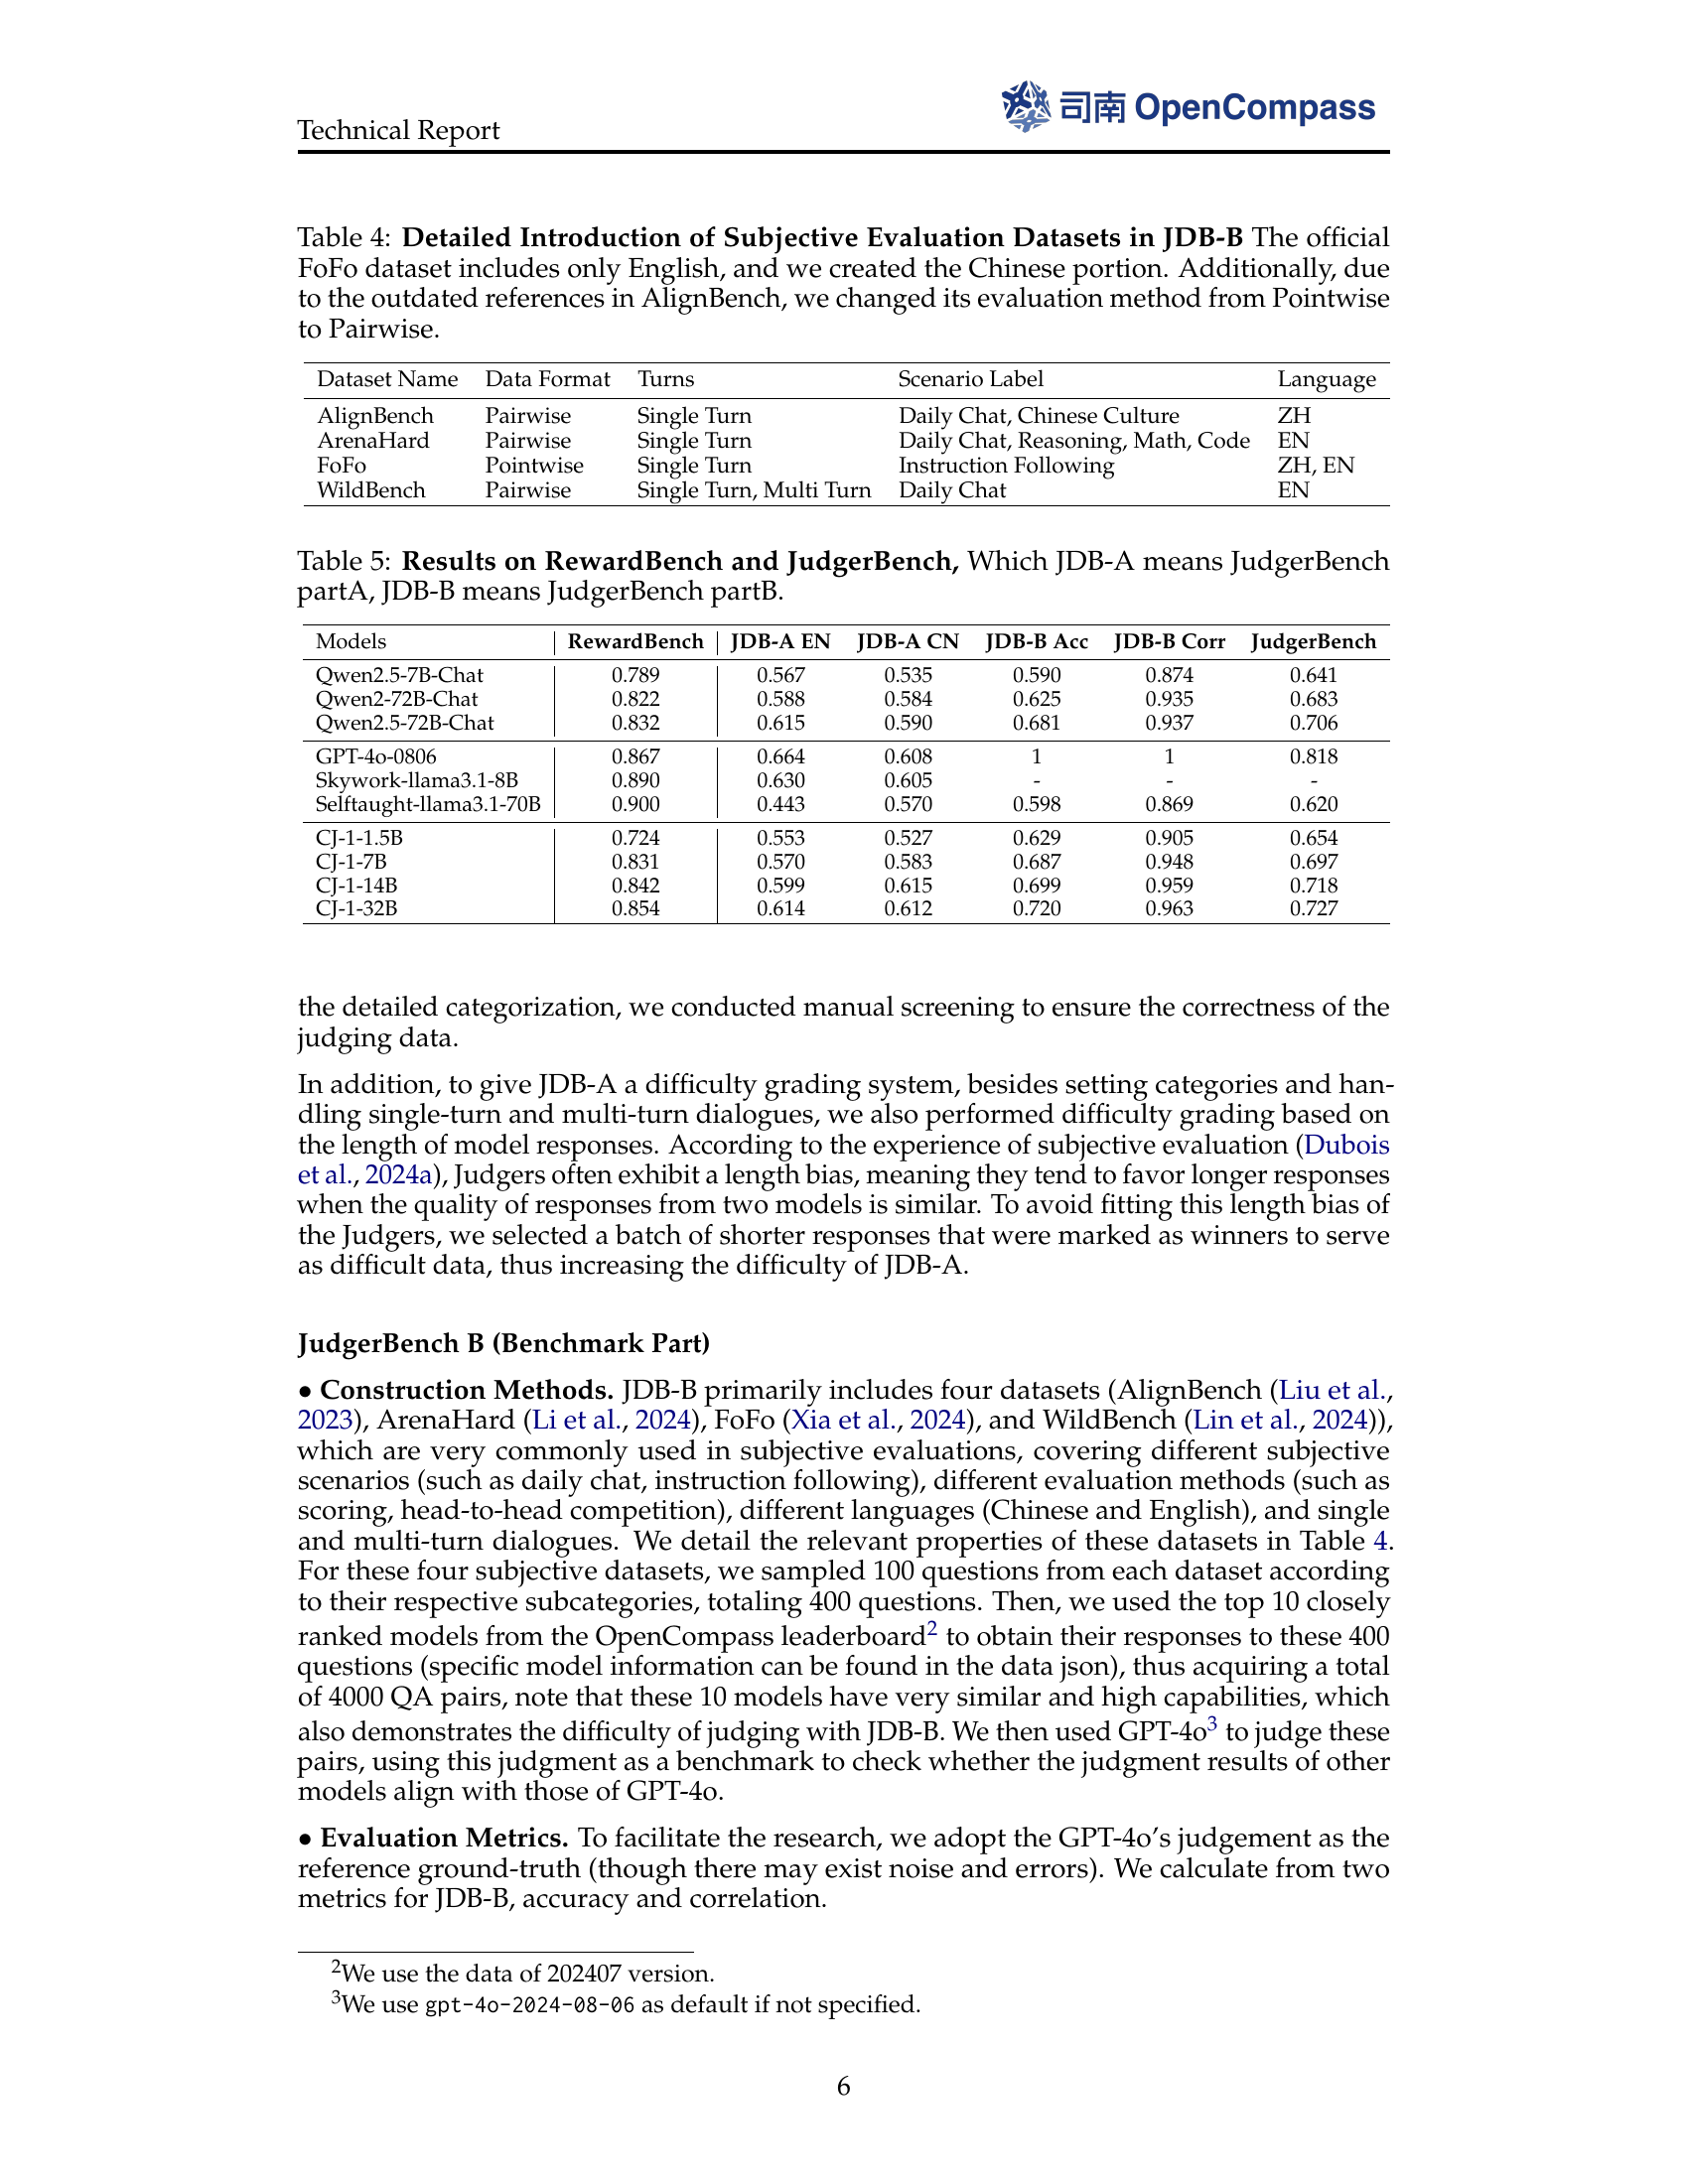 Technical Report
司南 OpenCompass
Table 4: Detailed Introduction of Subjective Evaluation Datasets in JDB-B The official
FoFo dataset includes only English, and we created the Chinese portion. Additionally, due
to the outdated references in AlignBench, we changed its evaluation method from Pointwise
to Pairwise.
Dataset Name Data Format Turns Scenario Label Language
AlignBench Pairwise Single Turn Daily Chat, Chinese Culture ZH
ArenaHard Pairwise Single Turn Daily Chat, Reasoning, Math, Code EN
FoFo Pointwise Single Turn Instruction Following ZH, EN
WildBench Pairwise Single Turn, Multi Turn Daily Chat EN
Table 5: Results on RewardBench and JudgerBench, Which JDB-A means JudgerBench
partA, JDB-B means JudgerBench partB.
Models RewardBench JDB-A EN JDB-A CN JDB-B Acc JDB-B Corr JudgerBench
Qwen2.5-7B-Chat 0.789 0.567 0.535 0.590 0.874 0.641
Qwen2-72B-Chat 0.822 0.588 0.584 0.625 0.935 0.683
Qwen2.5-72B-Chat 0.832 0.615 0.590 0.681 0.937 0.706
GPT-4o-0806 0.867 0.664 0.608 1 1 0.818
Skywork-llama3.1-8B 0.890 0.630 0.605 - - -
Selftaught-llama3.1-70B 0.900 0.443 0.570 0.598 0.869 0.620
CJ-1-1.5B 0.724 0.553 0.527 0.629 0.905 0.654
CJ-1-7B 0.831 0.570 0.583 0.687 0.948 0.697
CJ-1-14B 0.842 0.599 0.615 0.699 0.959 0.718
CJ-1-32B 0.854 0.614 0.612 0.720 0.963 0.727
the detailed categorization, we conducted manual screening to ensure the correctness of the
judging data.
In addition, to give JDB-A a difficulty grading system, besides setting categories and han-
dling single-turn and multi-turn dialogues, we also performed difficulty grading based on
the length of model responses. According to the experience of subjective evaluation (Dubois
et al., 2024a), Judgers often exhibit a length bias, meaning they tend to favor longer responses
when the quality of responses from two models is similar. To avoid fitting this length bias of
the Judgers, we selected a batch of shorter responses that were marked as winners to serve
as difficult data, thus increasing the difficulty of JDB-A.
JudgerBench B (Benchmark Part)
• Construction Methods. JDB-B primarily includes four datasets (AlignBench (Liu et al.,
2023), ArenaHard (Li et al., 2024), FoFo (Xia et al., 2024), and WildBench (Lin et al., 2024)),
which are very commonly used in subjective evaluations, covering different subjective
scenarios (such as daily chat, instruction following), different evaluation methods (such as
scoring, head-to-head competition), different languages (Chinese and English), and single
and multi-turn dialogues. We detail the relevant properties of these datasets in Table 4.
For these four subjective datasets, we sampled 100 questions from each dataset according
to their respective subcategories, totaling 400 questions. Then, we used the top 10 closely
ranked models from the OpenCompass leaderboard2 to obtain their responses to these 400
questions (specific model information can be found in the data json), thus acquiring a total
of 4000 QA pairs, note that these 10 models have very similar and high capabilities, which
also demonstrates the difficulty of judging with JDB-B. We then used GPT-4o3 to judge these
pairs, using this judgment as a benchmark to check whether the judgment results of other
models align with those of GPT-4o.
• Evaluation Metrics. To facilitate the research, we adopt the GPT-4o's judgement as the
reference ground-truth (though there may exist noise and errors). We calculate from two
metrics for JDB-B, accuracy and correlation.
2We use the data of 202407 version.
3We use gpt-4o-2024-08-06 as default if not specified.
6